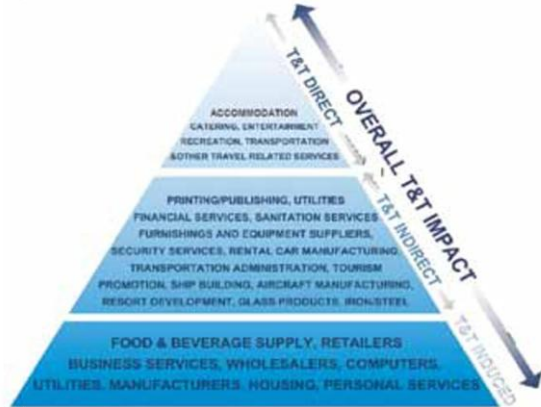 ACCOMMODATION
CATERING, ENTERTAINMENT
RECREATION, TRANSPORTATION
&OTHER TRAVEL RELATED SERVICES
PRINTING/PUBLISHING, UTILITIES
FINANCIAL SERVICES, SANITATION SERVICES
FURNISHINGS AND EQUIPMENT SUPPLIERS,
SECURITY SERVICES, RENTAL CAR MANUFACTURING
TRANSPORTATION ADMINISTRATION, TOURISM
PROMOTION, SHIP BUILDING, AIRCRAFT MANUFACTURING,
RESORT DEVELOPMENT, GLASS PRODUCTS, IRON/STEEL
FOOD & BEVERAGE SUPPLY, RETAILERS
BUSINESS SERVICES, WHOLESALERS, COMPUTERS,
UTILITIES, MANUFACTURERS, HOUSING, PERSONAL SERVICES
T&T DIRECT
T&T INDIRECT
T&T INDUCED
OVERALL T&T IMPACT